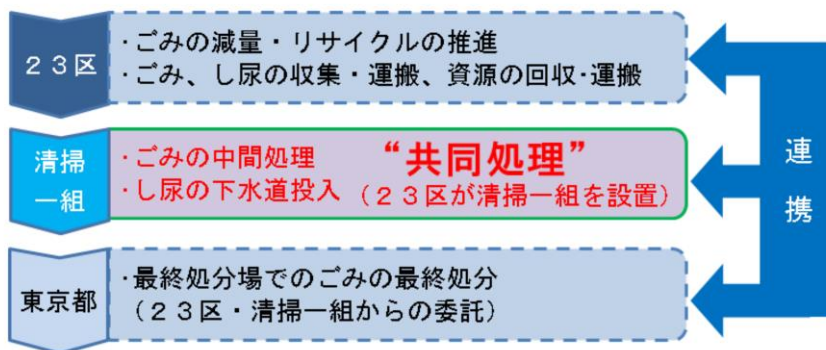 ２３区
・ごみの減量・リサイクルの推進
・ごみ、し尿の収集・運搬、資源の回収・運搬
清掃
一組
・ごみの中間処理
“共同処理”
・し尿の下水道投入
（２３区が清掃一組を設置）
東京都
・最終処分場でのごみの最終処分
（２３区・清掃一組からの委託）
連
携